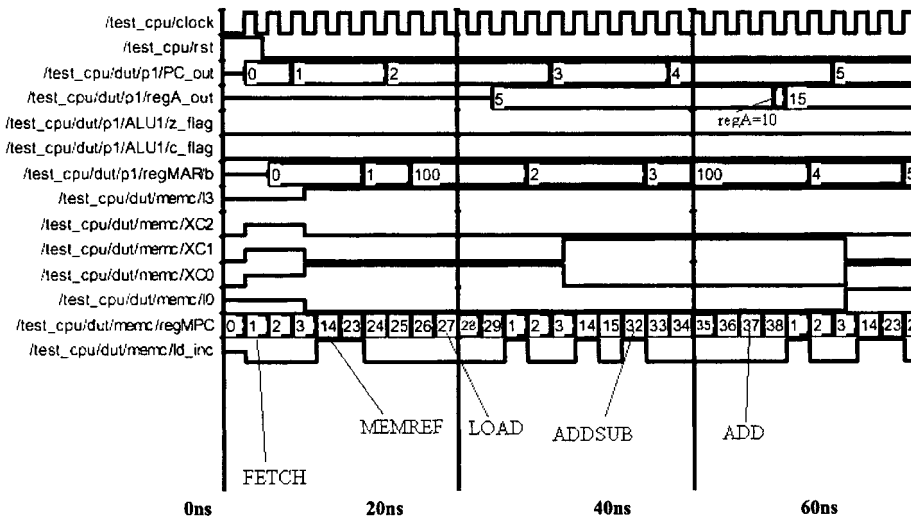 /test_cpu/clock
/test_cpu/rst
/test_cpu/dut/p1/PC_out 0 1 2 3 4 5
/test_cpu/dut/p1/regA_out 5 15
regA=10
/test_cpu/dut/p1/ALU1/z_flag
/test_cpu/dut/p1/ALU1/c_flag
/test_cpu/dut/p1/regMAR/b 0 1 100 2 3 100 4 5
/test_cpu/dut/memc/I3
/test_cpu/dut/memc/XC2
/test_cpu/dut/memc/XC1
/test_cpu/dut/memc/XC0
/test_cpu/dut/memc/I0
/test_cpu/dut/memc/regMPC 0 1 2 3 14 23 24 25 26 27 28 29 1 2 3 14 15 32 33 34 35 36 37 38 1 2 3 14 23
/test_cpu/dut/memc/ld_inc
MEMREF LOAD ADDSUB ADD
FETCH
0ns 20ns 40ns 60ns